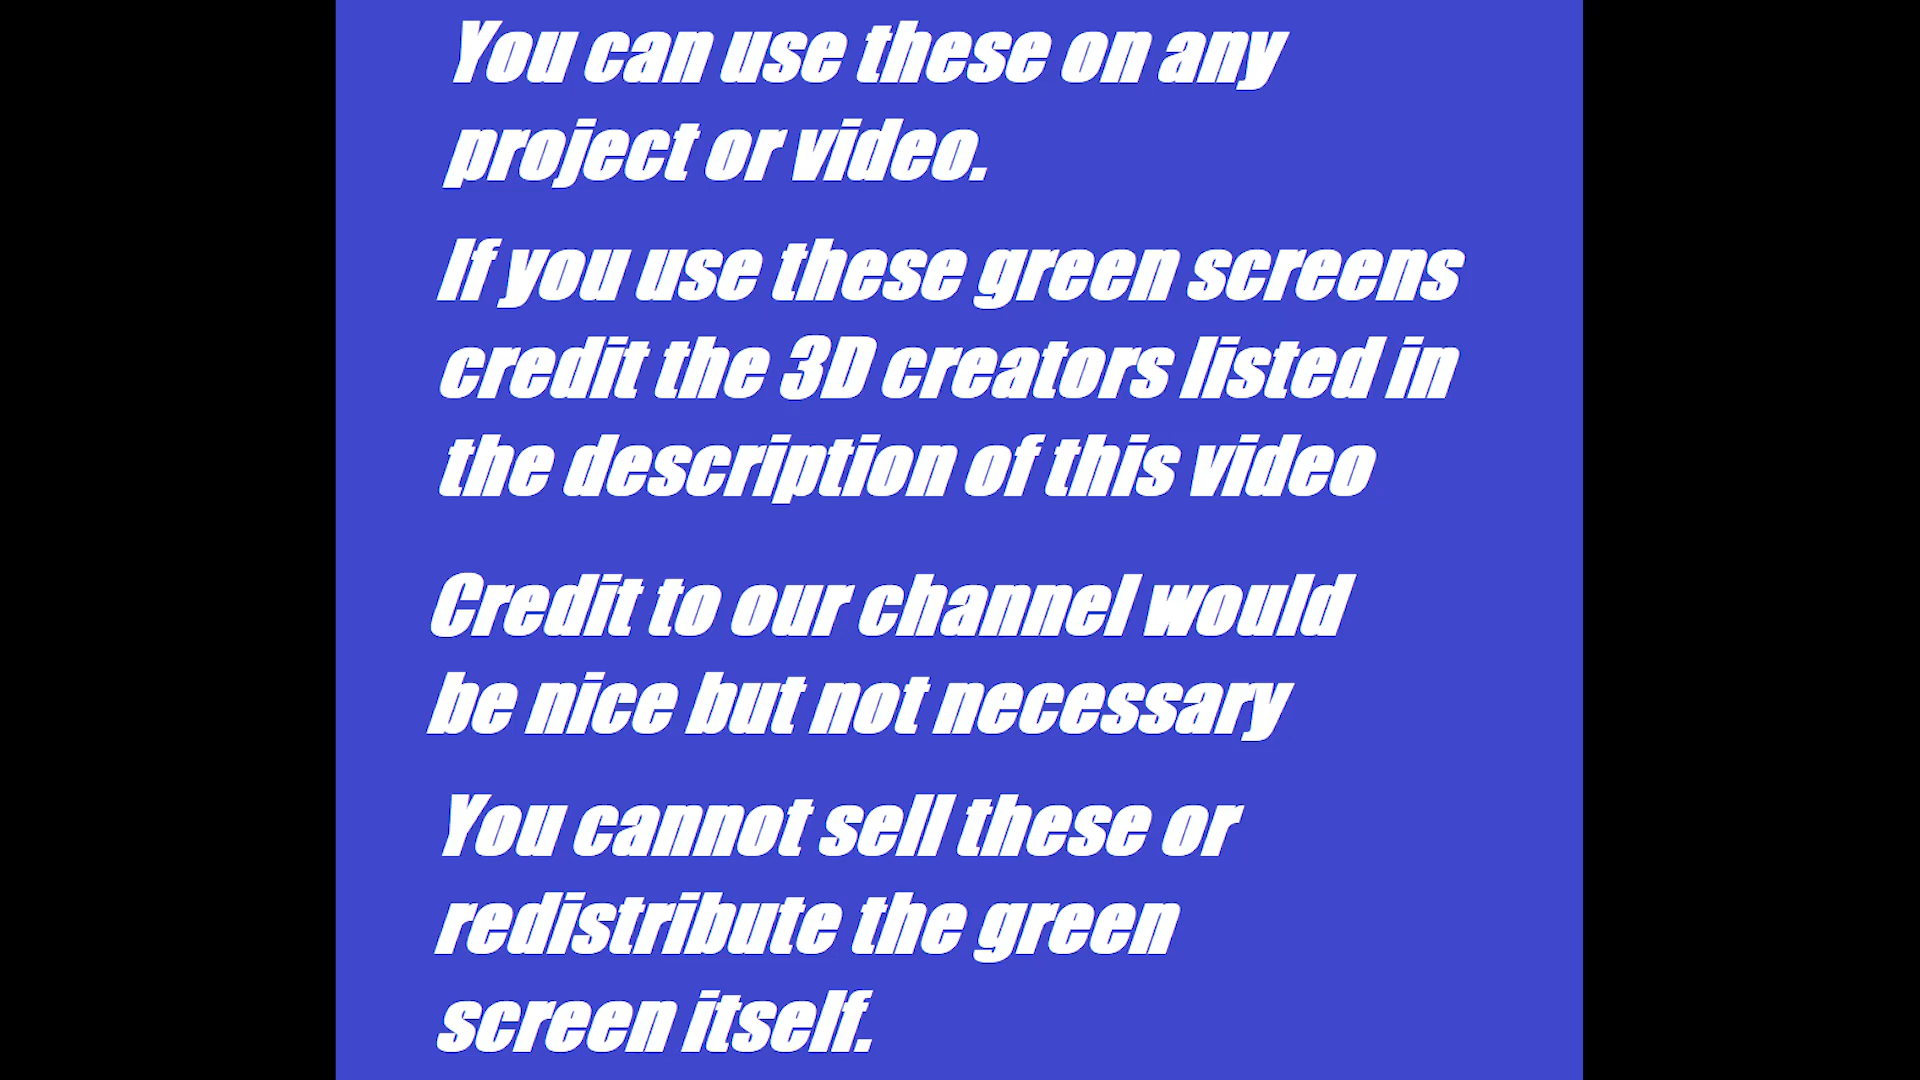 You can use these on any
project or video.
If you use these green screens
credit the 3D creators listed in
the description of this video
Credit to our channel would
be nice but not necessary
You cannot sell these or
redistribute the green
screen itself.